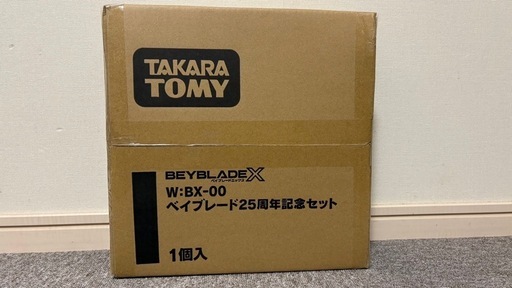 TAKARA
TOMY
BEYBLADE X
ベイブレードエックス
W:BX-00
ベイブレード25周年記念セット
1個入